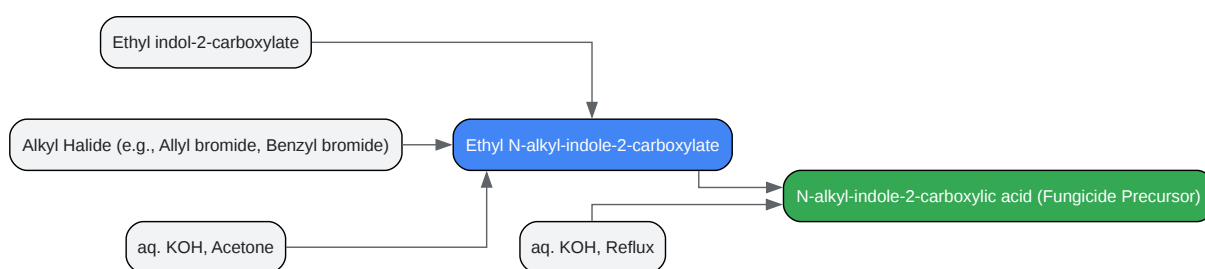 Ethyl indol-2-carboxylate
Alkyl Halide (e.g., Allyl bromide, Benzyl bromide)
Ethyl N-alkyl-indole-2-carboxylate
N-alkyl-indole-2-carboxylic acid (Fungicide Precursor)
aq. KOH, Acetone
aq. KOH, Reflux